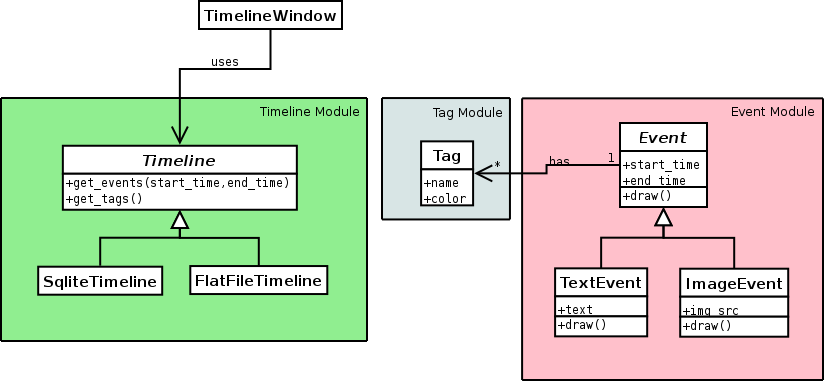 TimelineWindow
uses
Timeline Module
Timeline
+get_events(start_time,end_time)
+get_tags()
SqliteTimeline
FlatFileTimeline
Tag Module
Tag
+name
+color
*
has
1
Event Module
Event
+start_time
+end_time
+draw()
TextEvent
+text
+draw()
ImageEvent
+img_src
+draw()